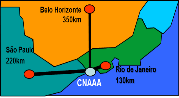 Belo Horizonte
350km
São Paulo
220km
Rio de Janeiro
130km
CNAAA